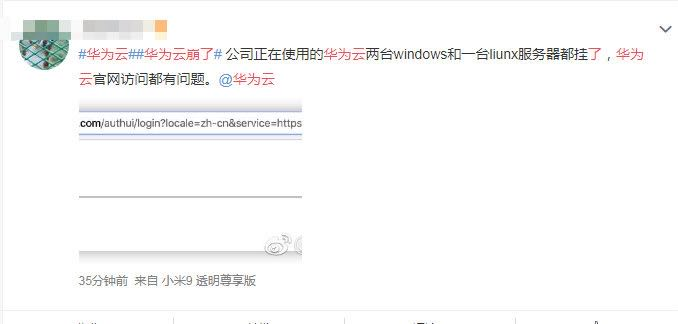 #华为云##华为云崩了# 公司正在使用的华为云两台windows和一台liunx服务器都挂了，华为
云官网访问都有问题。@华为云
.com/authui/login?locale=zh-cn&service=https
35分钟前 来自 小米9 透明尊享版